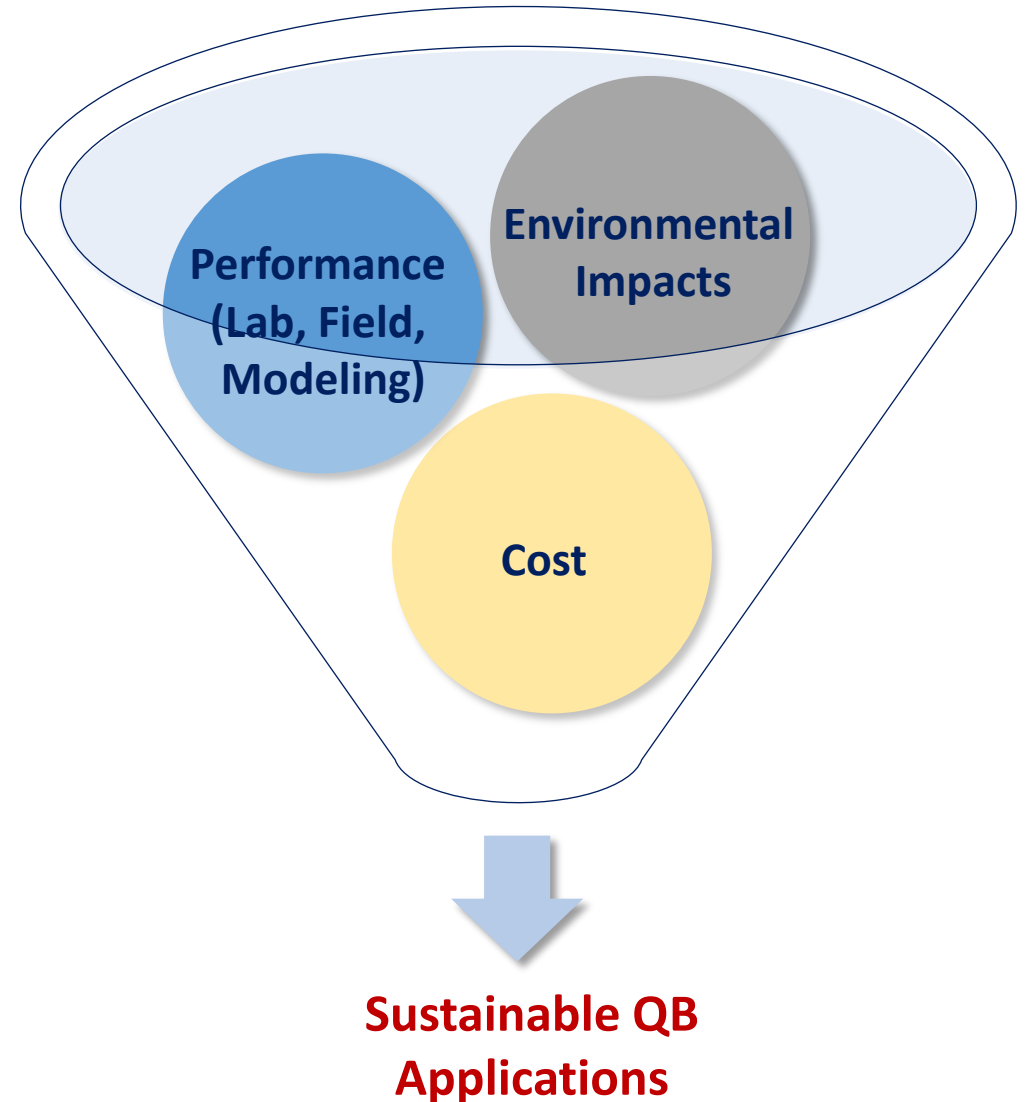 Performance
(Lab, Field,
Modeling)
Environmental
Impacts
Cost
Sustainable QB
Applications